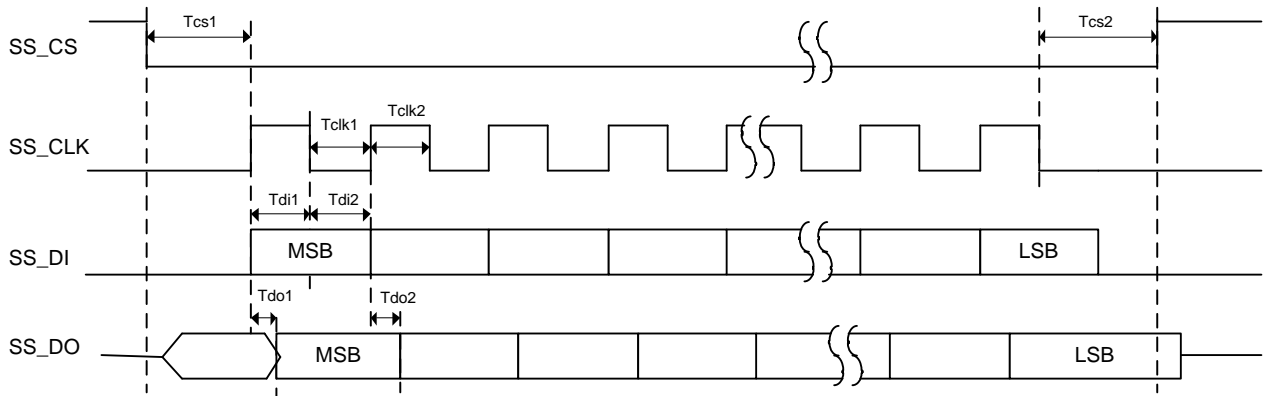 Tcs1
Tcs2
SS_CS
Tclk1
Tclk2
SS_CLK
Tdi1
Tdi2
SS_DI
MSB
LSB
Tdo1
Tdo2
SS_DO
MSB
LSB